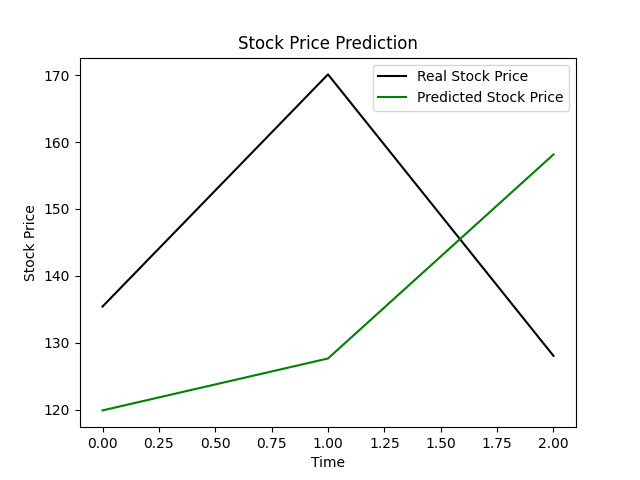 Stock Price Prediction
Real Stock Price
Predicted Stock Price
Stock Price
170
160
150
140
130
120
0.00 0.25 0.50 0.75 1.00 1.25 1.50 1.75 2.00
Time